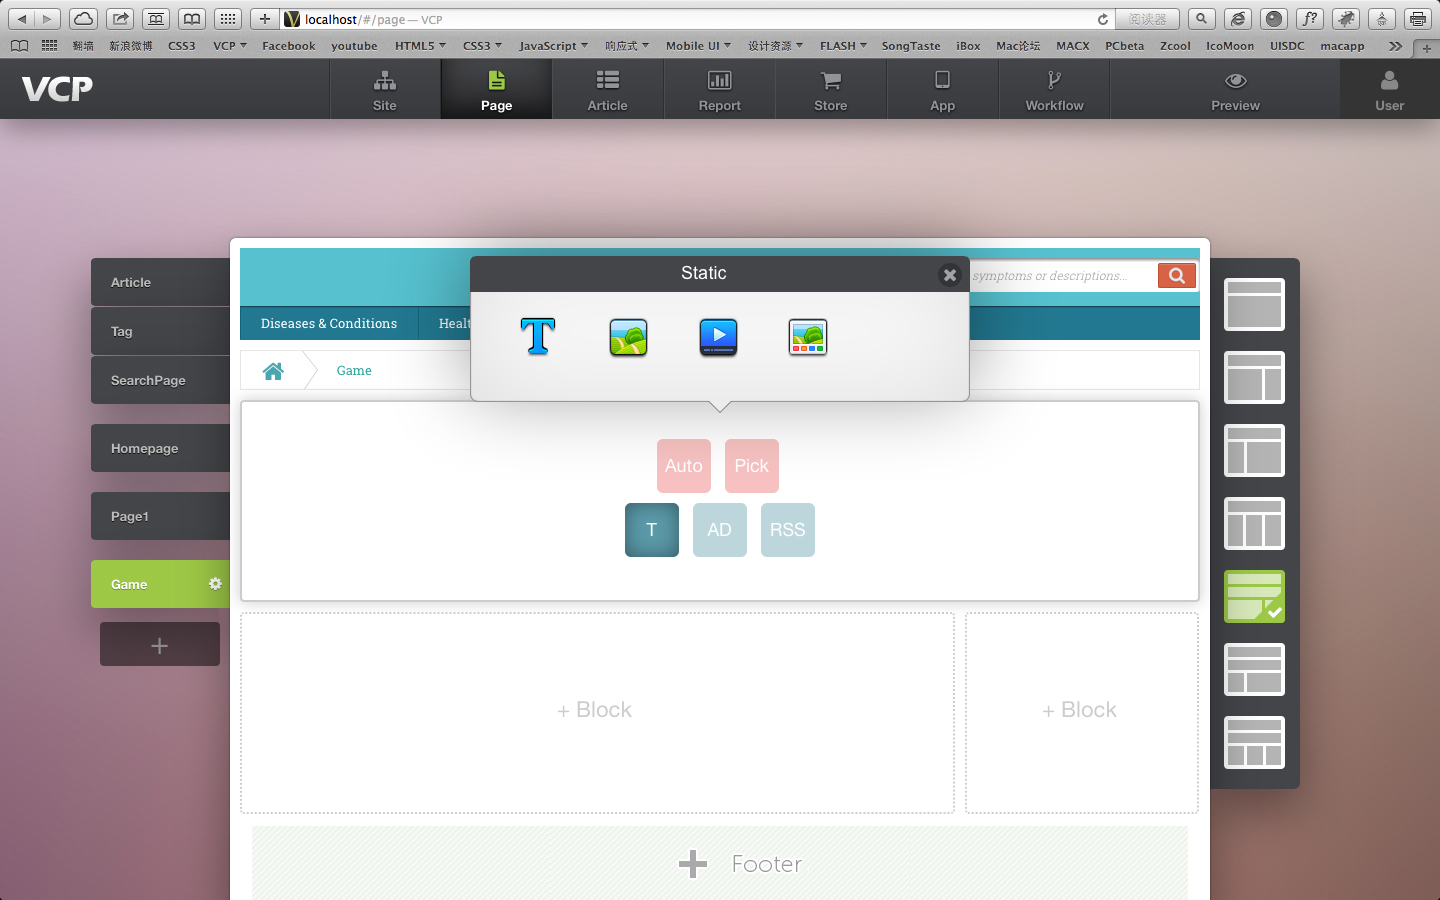 localhost/#/page — VCP
阅读器
翻墙 新浪微博 CSS3 VCP Facebook youtube HTML5 CSS3 JavaScript 响应式 Mobile UI 设计资源 FLASH SongTaste iBox Mac论坛 MACX PCbeta Zcool IcoMoon UISDC macapp
VCP
Site
Page
Article
Report
Store
App
Workflow
Preview
User
Static
symptoms or descriptions...
Diseases & Conditions
Healt
Game
Article
Tag
SearchPage
Homepage
Page1
Game
+
Auto
Pick
T
AD
RSS
+ Block
+ Block
Footer